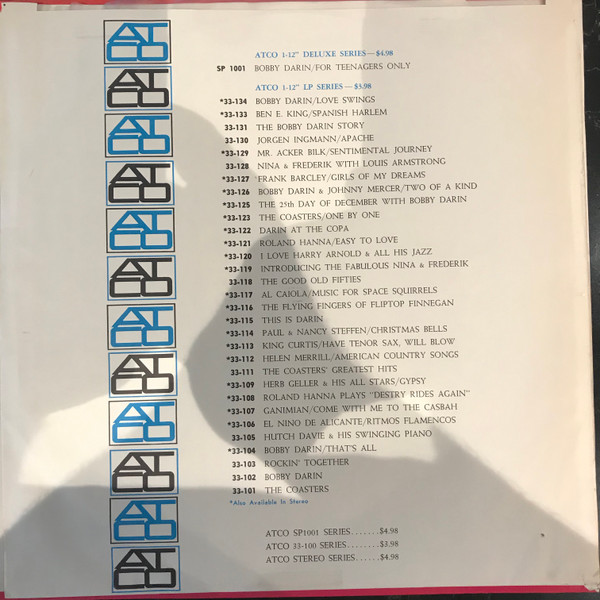 ATCO
ATCO
ATCO
ATCO
ATCO
ATCO
ATCO
ATCO
ATCO
ATCO
ATCO
ATCO
ATCO 1-12" DELUXE SERIES—$4.98
SP 1001 BOBBY DARIN/FOR TEENAGERS ONLY
ATCO 1-12" LP SERIES—$3.98
*33-134 BOBBY DARIN/LOVE SWINGS
*33-133 BEN E. KING/SPANISH HARLEM
33-131 THE BOBBY DARIN STORY
33-130 JORGEN INGMANN/APACHE
*33-129 MR. ACKER BILK/SENTIMENTAL JOURNEY
33-128 NINA & FREDERIK WITH LOUIS ARMSTRONG
*33-127 FRANK BARCLEY/GIRLS OF MY DREAMS
*33-126 BOBBY DARIN & JOHNNY MERCER/TWO OF A KIND
*33-125 THE 25th DAY OF DECEMBER WITH BOBBY DARIN
*33-123 THE COASTERS/ONE BY ONE
*33-122 DARIN AT THE COPA
*33-121 ROLAND HANNA/EASY TO LOVE
*33-120 I LOVE HARRY ARNOLD & ALL HIS JAZZ
*33-119 INTRODUCING THE FABULOUS NINA & FREDERIK
33-118 THE GOOD OLD FIFTIES
*33-117 AL CAIOLA/MUSIC FOR SPACE SQUIRRELS
*33-116 THE FLYING FINGERS OF FLIPTOP FINNEGAN
*33-115 THIS IS DARIN
*33-114 PAUL & NANCY STEFFEN/CHRISTMAS BELLS
*33-113 KING CURTIS/HAVE TENOR SAX, WILL BLOW
*33-112 HELEN MERRILL/AMERICAN COUNTRY SONGS
33-111 THE COASTERS' GREATEST HITS
*33-109 HERB GELLER & HIS ALL STARS/GYPSY
*33-108 ROLAND HANNA PLAYS "DESTRY RIDES AGAIN"
*33-107 GANIMIAN/COME WITH ME TO THE CASBAH
*33-106 EL NINO DE ALICANTE/RITMOS FLAMENCOS
33-105 HUTCH DAVIE & HIS SWINGING PIANO
*33-104 BOBBY DARIN/THAT'S ALL
33-103 ROCKIN' TOGETHER
33-102 BOBBY DARIN
33-101 THE COASTERS
*Also Available In Stereo
ATCO SP1001 SERIES.......$4.98
ATCO 33-100 SERIES........$3.98
ATCO STEREO SERIES......$4.98